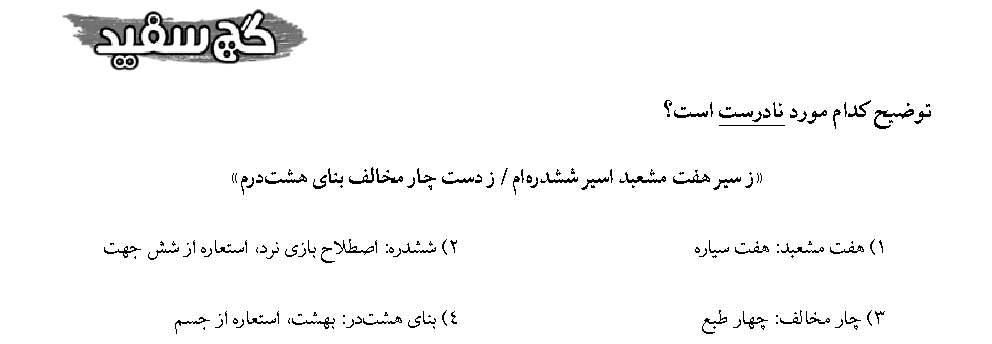 گچ سفید
توضیح کدام مورد نادرست است؟
«ز سیر هفت مشعبد اسیر ششدره‌ام / ز دست چار مخالف بنای هشت‌درم»
۱) هفت مشعبد: هفت سیاره
۲) ششدره: اصطلاح بازی نرد، استعاره از شش جهت
۳) چار مخالف: چهار طبع
۴) بنای هشت‌در: بهشت، استعاره از جسم